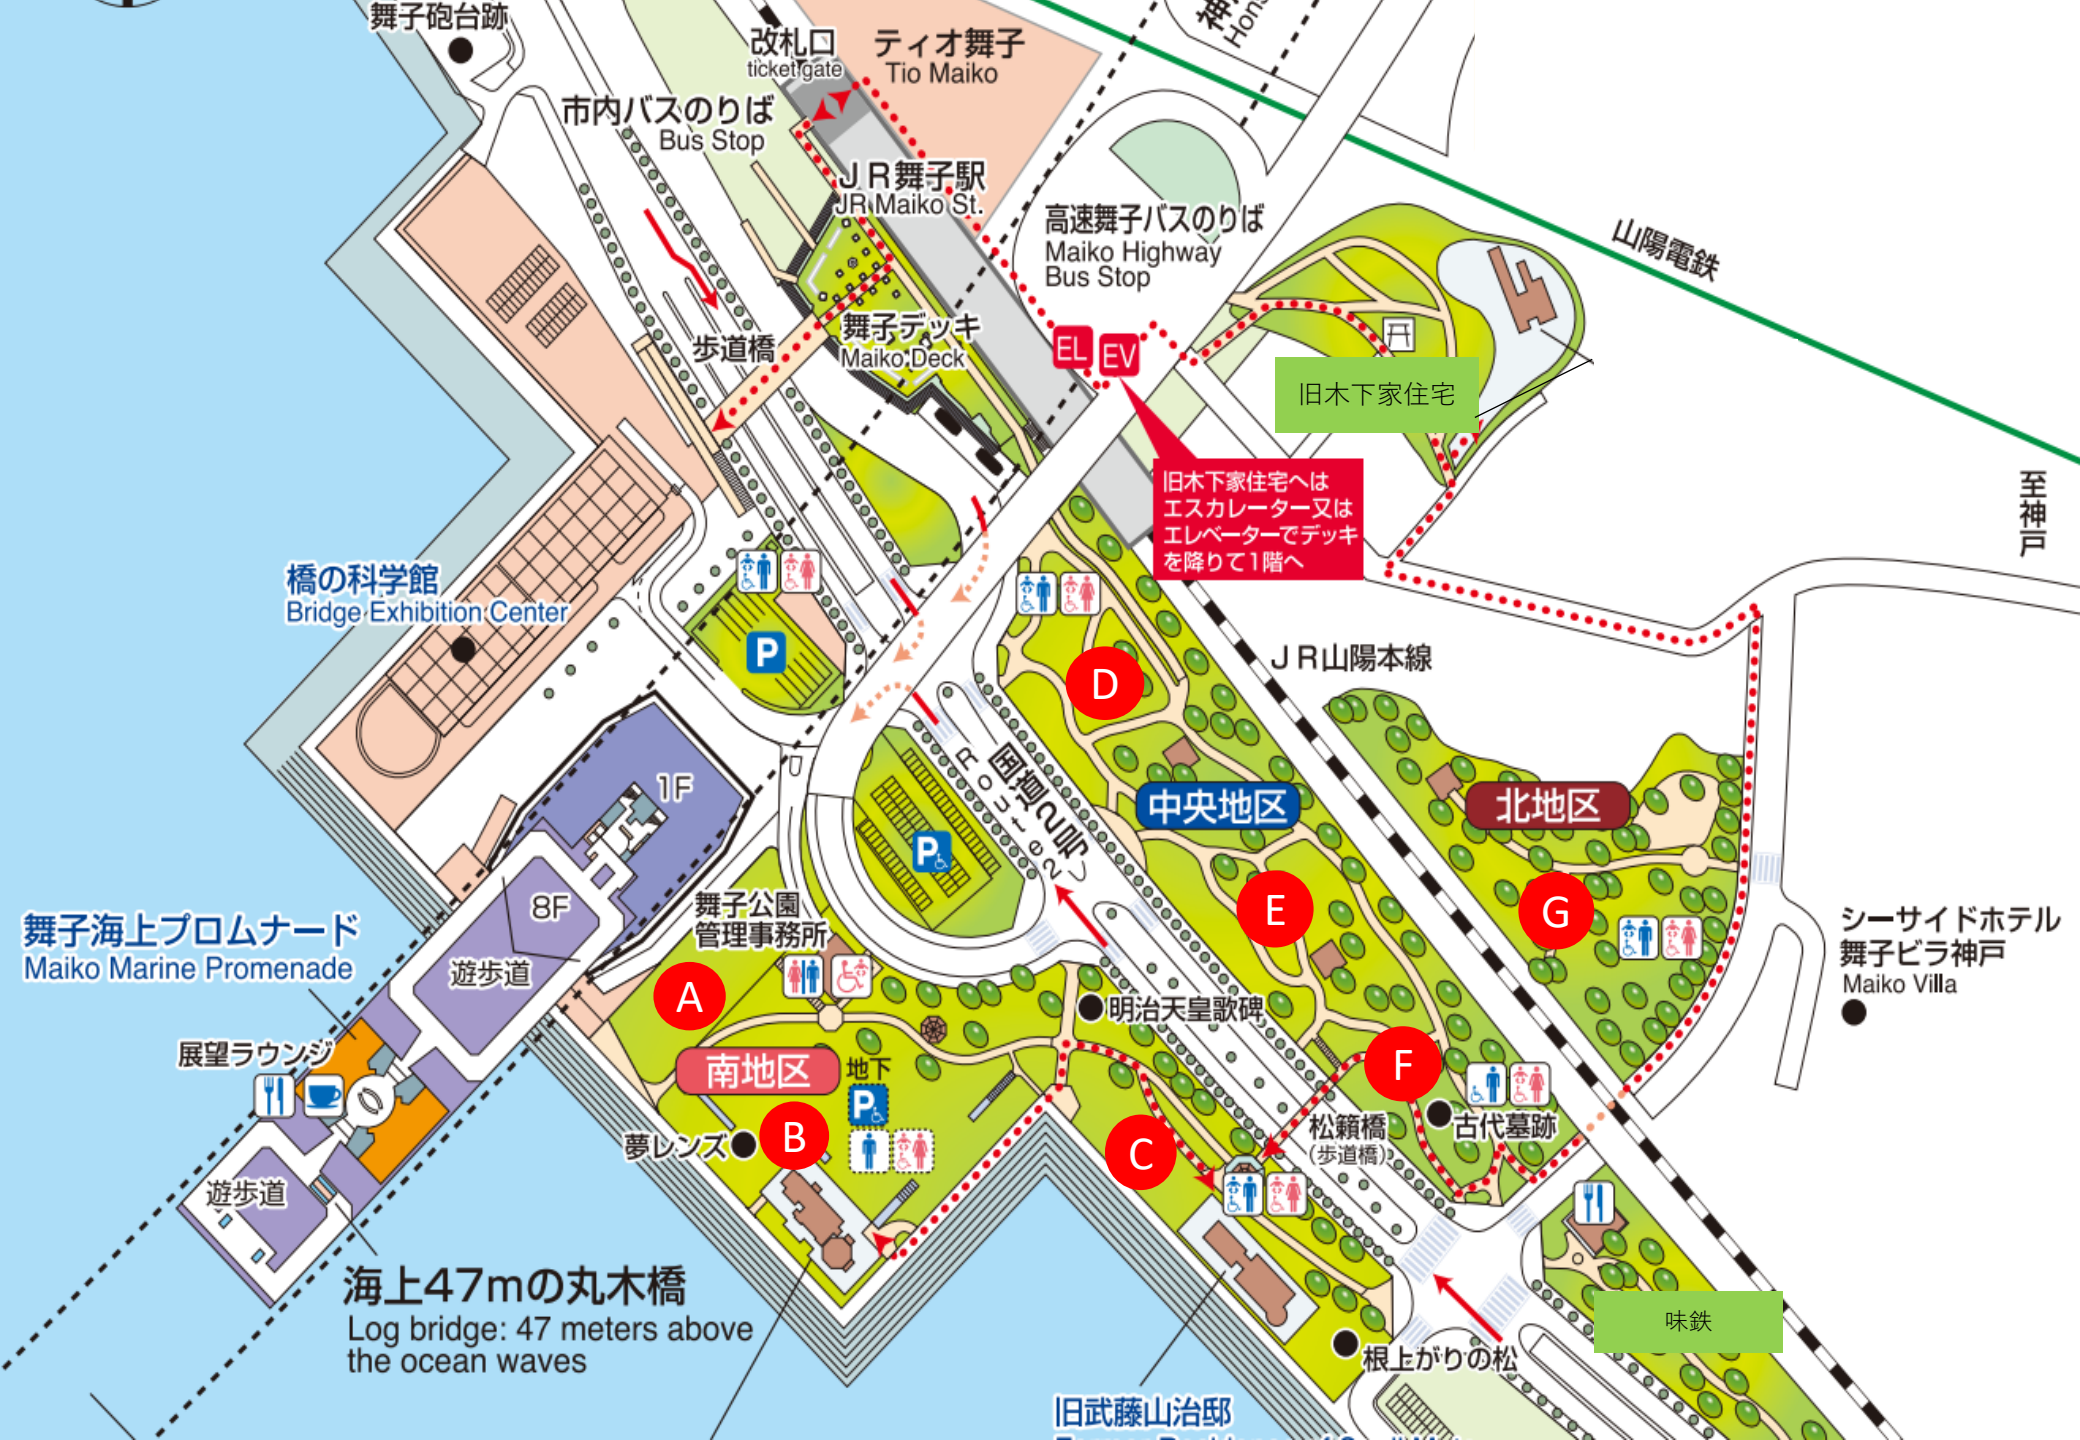 舞子砲台跡
改札口
ticket gate
ティオ舞子
Tio Maiko
市内バスのりば
Bus Stop
JR舞子駅
JR Maiko St.
高速舞子バスのりば
Maiko Highway
Bus Stop
山陽電鉄
歩道橋
舞子デッキ
Maiko Deck
EL
EV
旧木下家住宅
旧木下家住宅へは
エスカレーター又は
エレベーターでデッキ
を降りて1階へ
至神戸
橋の科学館
Bridge Exhibition Center
P
D
JR山陽本線
国道2号
Route 2
中央地区
北地区
1F
8F
P
E
G
舞子公園
管理事務所
舞子海上プロムナード
Maiko Marine Promenade
遊歩道
A
シーサイドホテル
舞子ビラ神戸
Maiko Villa
明治天皇歌碑
展望ラウンジ
南地区
地下
P
F
夢レンズ
B
C
松籟橋
(歩道橋)
古代墓跡
遊歩道
海上47mの丸木橋
Log bridge: 47 meters above
the ocean waves
味鉄
根上がりの松
旧武藤山治邸